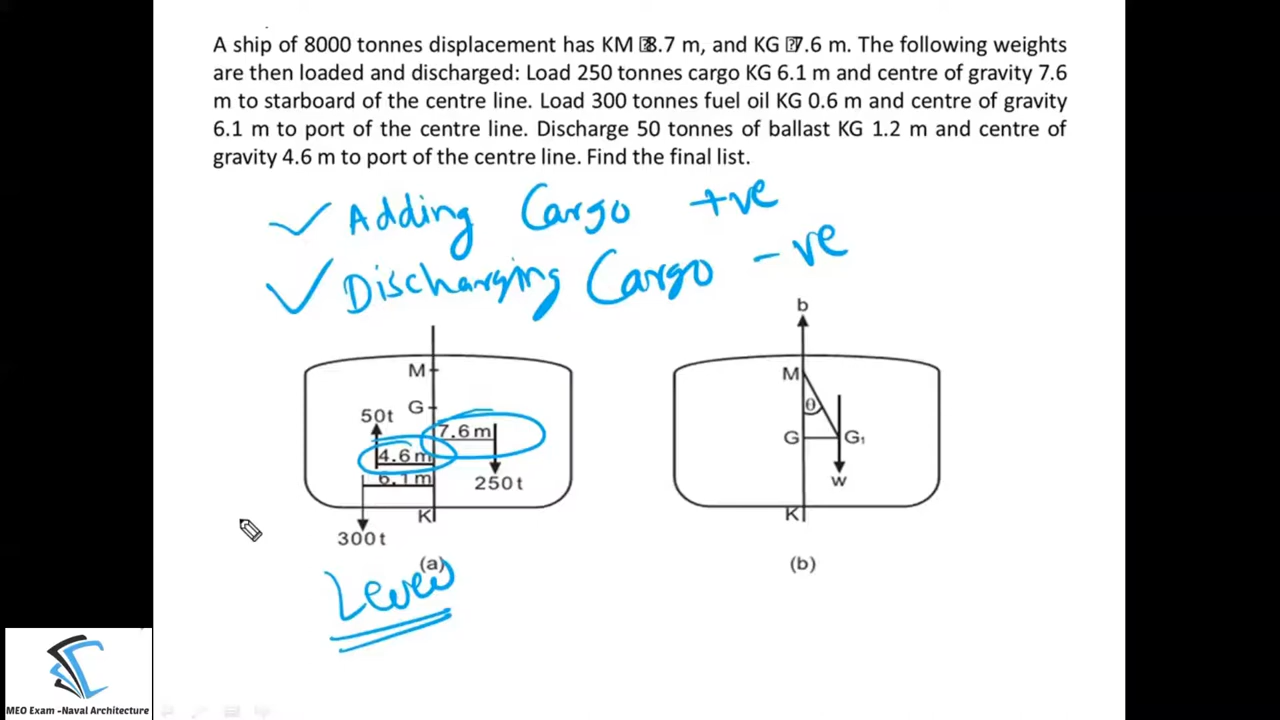 A ship of 8000 tonnes displacement has KM 8.7 m, and KG 7.6 m. The following weights
are then loaded and discharged: Load 250 tonnes cargo KG 6.1 m and centre of gravity 7.6
m to starboard of the centre line. Load 300 tonnes fuel oil KG 0.6 m and centre of gravity
6.1 m to port of the centre line. Discharge 50 tonnes of ballast KG 1.2 m and centre of
gravity 4.6 m to port of the centre line. Find the final list.
Adding Cargo +ve
Discharging Cargo -ve
M
G
50t
7.6 m
4.6 m
6.1 m
250t
K
300t
(a)
b
M
θ
G G₁
w
K
(b)
MEO Exam -Naval Architecture